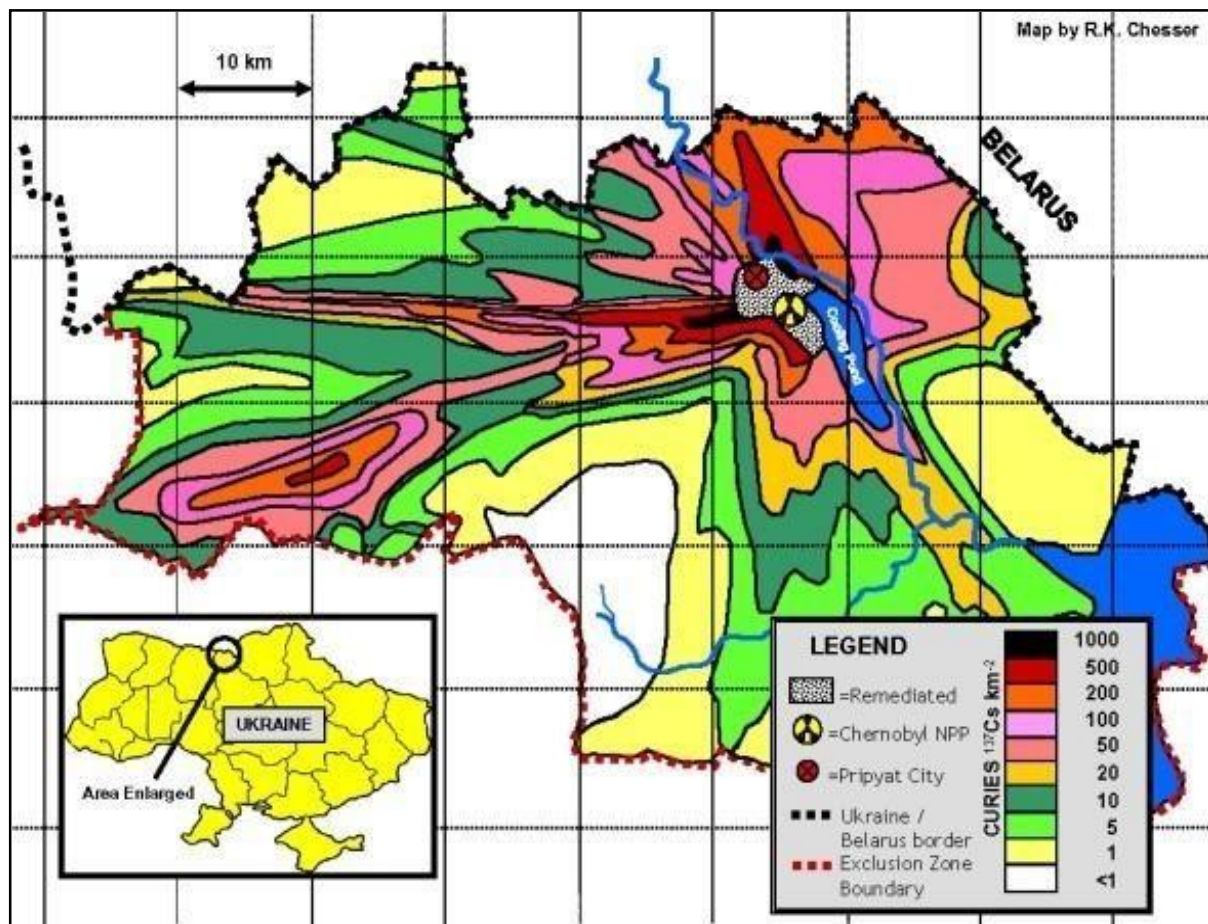 Map by R.K. Chesser
10 km
BELARUS
Cooling Pond
UKRAINE
Area Enlarged
LEGEND
=Remediated
=Chernobyl NPP
=Pripyat City
Ukraine /
Belarus border
Exclusion Zone
Boundary
CURIES ¹³⁷Cs km⁻²
1000
500
200
100
50
20
10
5
1
<1